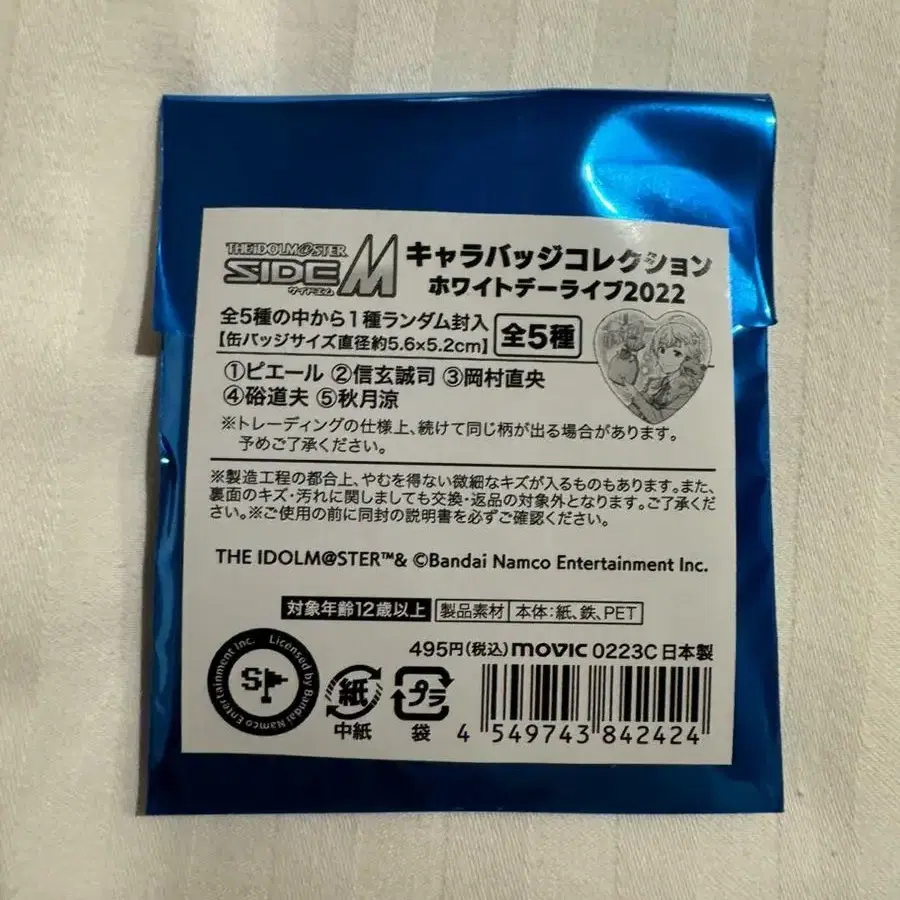 THE IDOLM@STER
SIDE M
サイドエム
キャラバッジコレクション
ホワイトデーライブ2022
全5種の中から1種ランダム封入
【缶バッジサイズ直径約5.6×5.2cm】
全5種
①ピエール ②信玄誠司 ③岡村直央
④硲道夫 ⑤秋月涼
※トレーディングの仕様上、続けて同じ柄が出る場合があります。
予めご了承ください。
※製造工程の都合上、やむを得ない微細なキズが入るものもあります。また、
裏面のキズ・汚れに関しましても交換・返品の対象外となります。ご了承くだ
さい。※ご使用の前に同封の説明書を必ずご確認ください。
THE IDOLM@STER™& ©Bandai Namco Entertainment Inc.
対象年齢12歳以上 製品素材 本体:紙、鉄、PET
495円(税込) movic 0223C 日本製
Licensed by Bandai Namco Entertainment Inc.
S
紙
中紙
プラ
袋
4 549743 842424